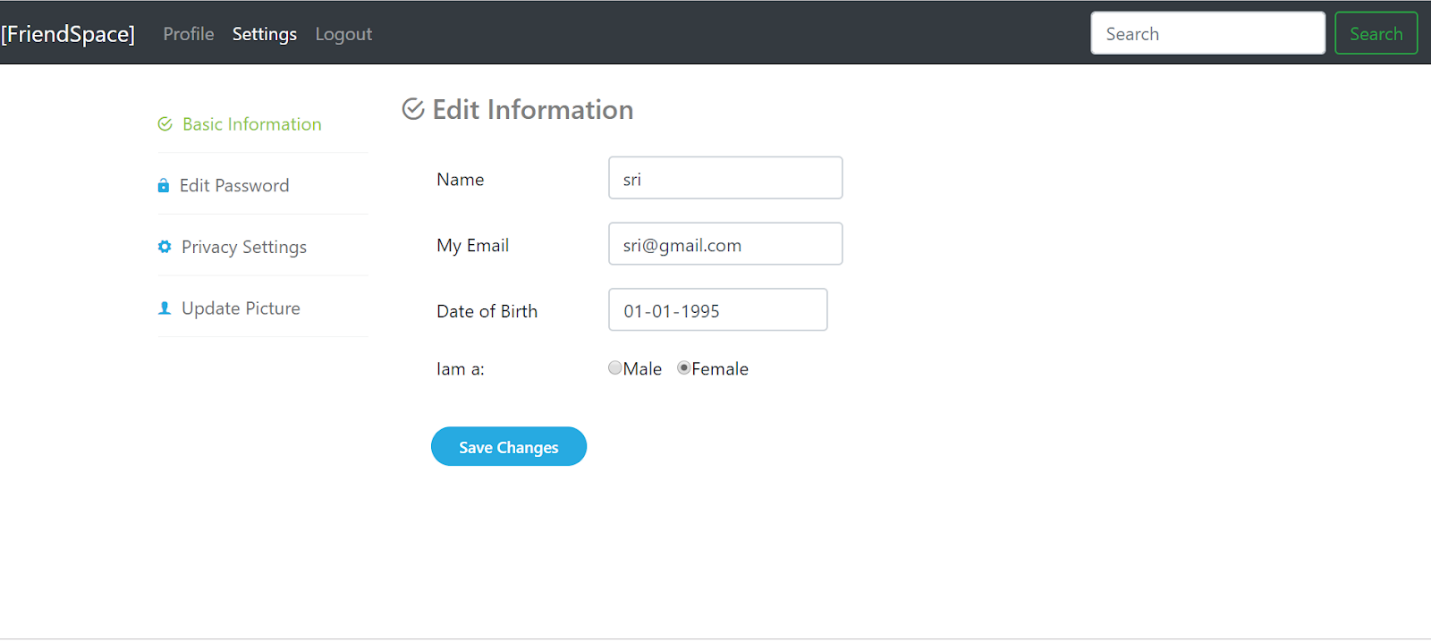 [FriendSpace] Profile Settings Logout Search Search
Basic Information
Edit Password
Privacy Settings
Update Picture
Edit Information
Name sri
My Email sri@gmail.com
Date of Birth 01-01-1995
Iam a: Male Female
Save Changes